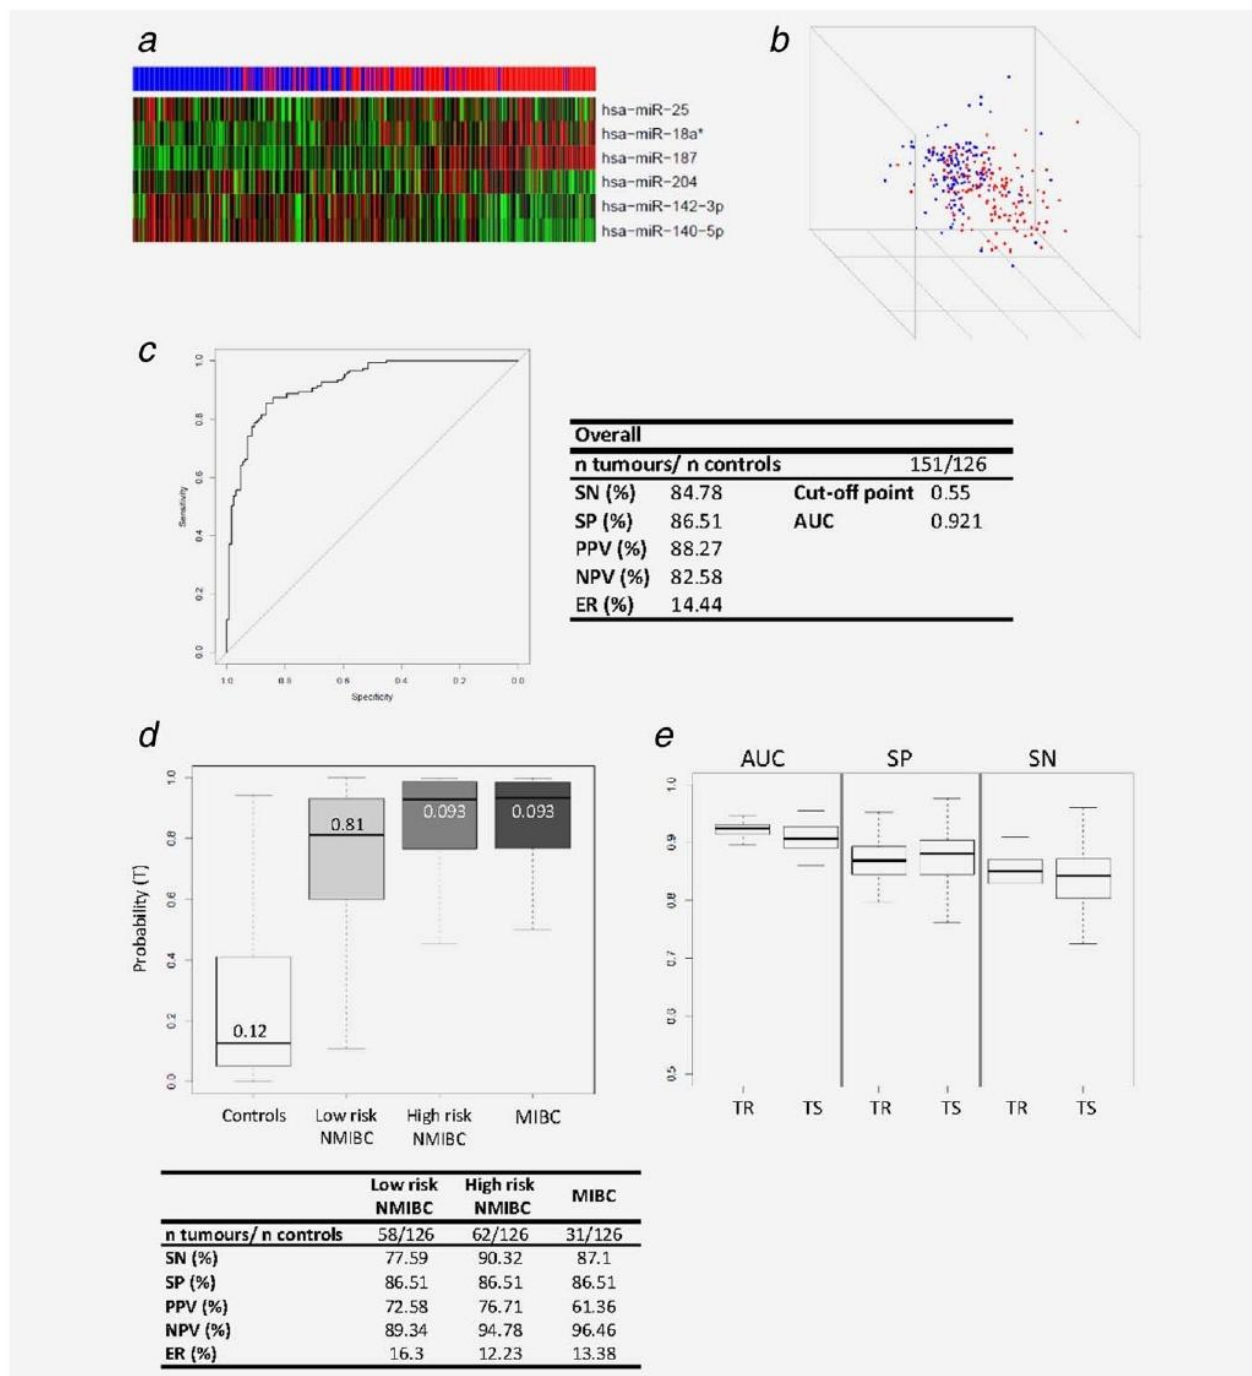 a
hsa-miR-25
hsa-miR-18a*
hsa-miR-187
hsa-miR-204
hsa-miR-142-3p
hsa-miR-140-5p
b
c
1.0
0.8
0.6
0.4
0.2
0.0
Sensitivity
1.0 0.8 0.6 0.4 0.2 0.0
Specificity
Overall
n tumours/ n controls 151/126
SN (%) 84.78 Cut-off point 0.55
SP (%) 86.51 AUC 0.921
PPV (%) 88.27
NPV (%) 82.58
ER (%) 14.44
d
1.0
0.8
0.6
0.4
0.2
0.0
Probability (T)
0.12
0.81
0.093
0.093
Controls Low risk NMIBC High risk NMIBC MIBC
e
AUC SP SN
1.0
0.9
0.8
0.7
0.6
0.5
TR TS TR TS TR TS
Low risk NMIBC High risk NMIBC MIBC
n tumours/ n controls 58/126 62/126 31/126
SN (%) 77.59 90.32 87.1
SP (%) 86.51 86.51 86.51
PPV (%) 72.58 76.71 61.36
NPV (%) 89.34 94.78 96.46
ER (%) 16.3 12.23 13.38